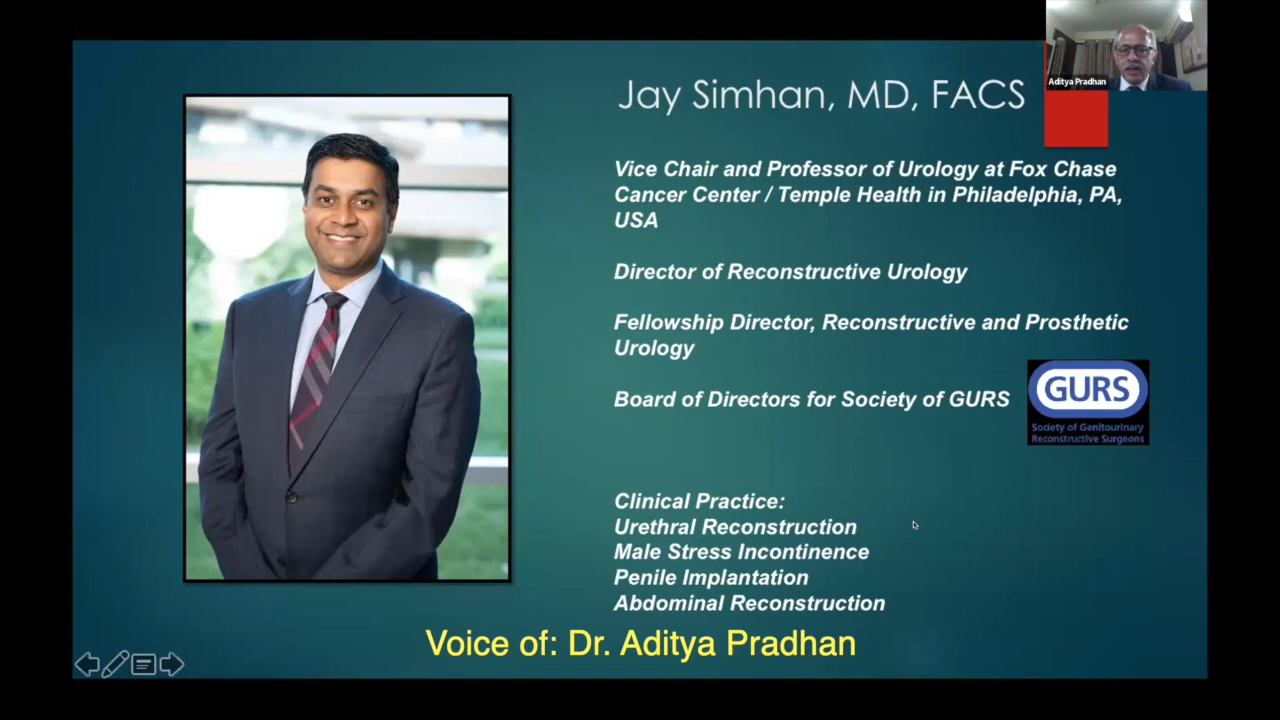 Aditya Pradhan
Jay Simhan, MD, FACS
Vice Chair and Professor of Urology at Fox Chase
Cancer Center / Temple Health in Philadelphia, PA,
USA
Director of Reconstructive Urology
Fellowship Director, Reconstructive and Prosthetic
Urology
Board of Directors for Society of GURS
GURS
Society of Genitourinary
Reconstructive Surgeons
Clinical Practice:
Urethral Reconstruction
Male Stress Incontinence
Penile Implantation
Abdominal Reconstruction
Voice of: Dr. Aditya Pradhan